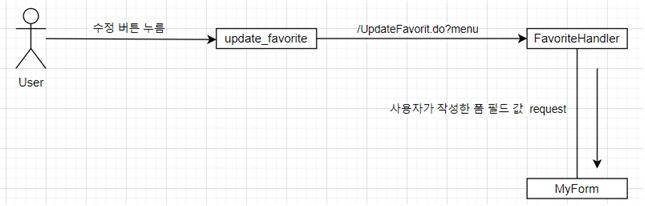 수정 버튼 누름
/UpdateFavorit.do?menu
update_favorite
FavoriteHandler
User
사용자가 작성한 폼 필드 값 request
MyForm